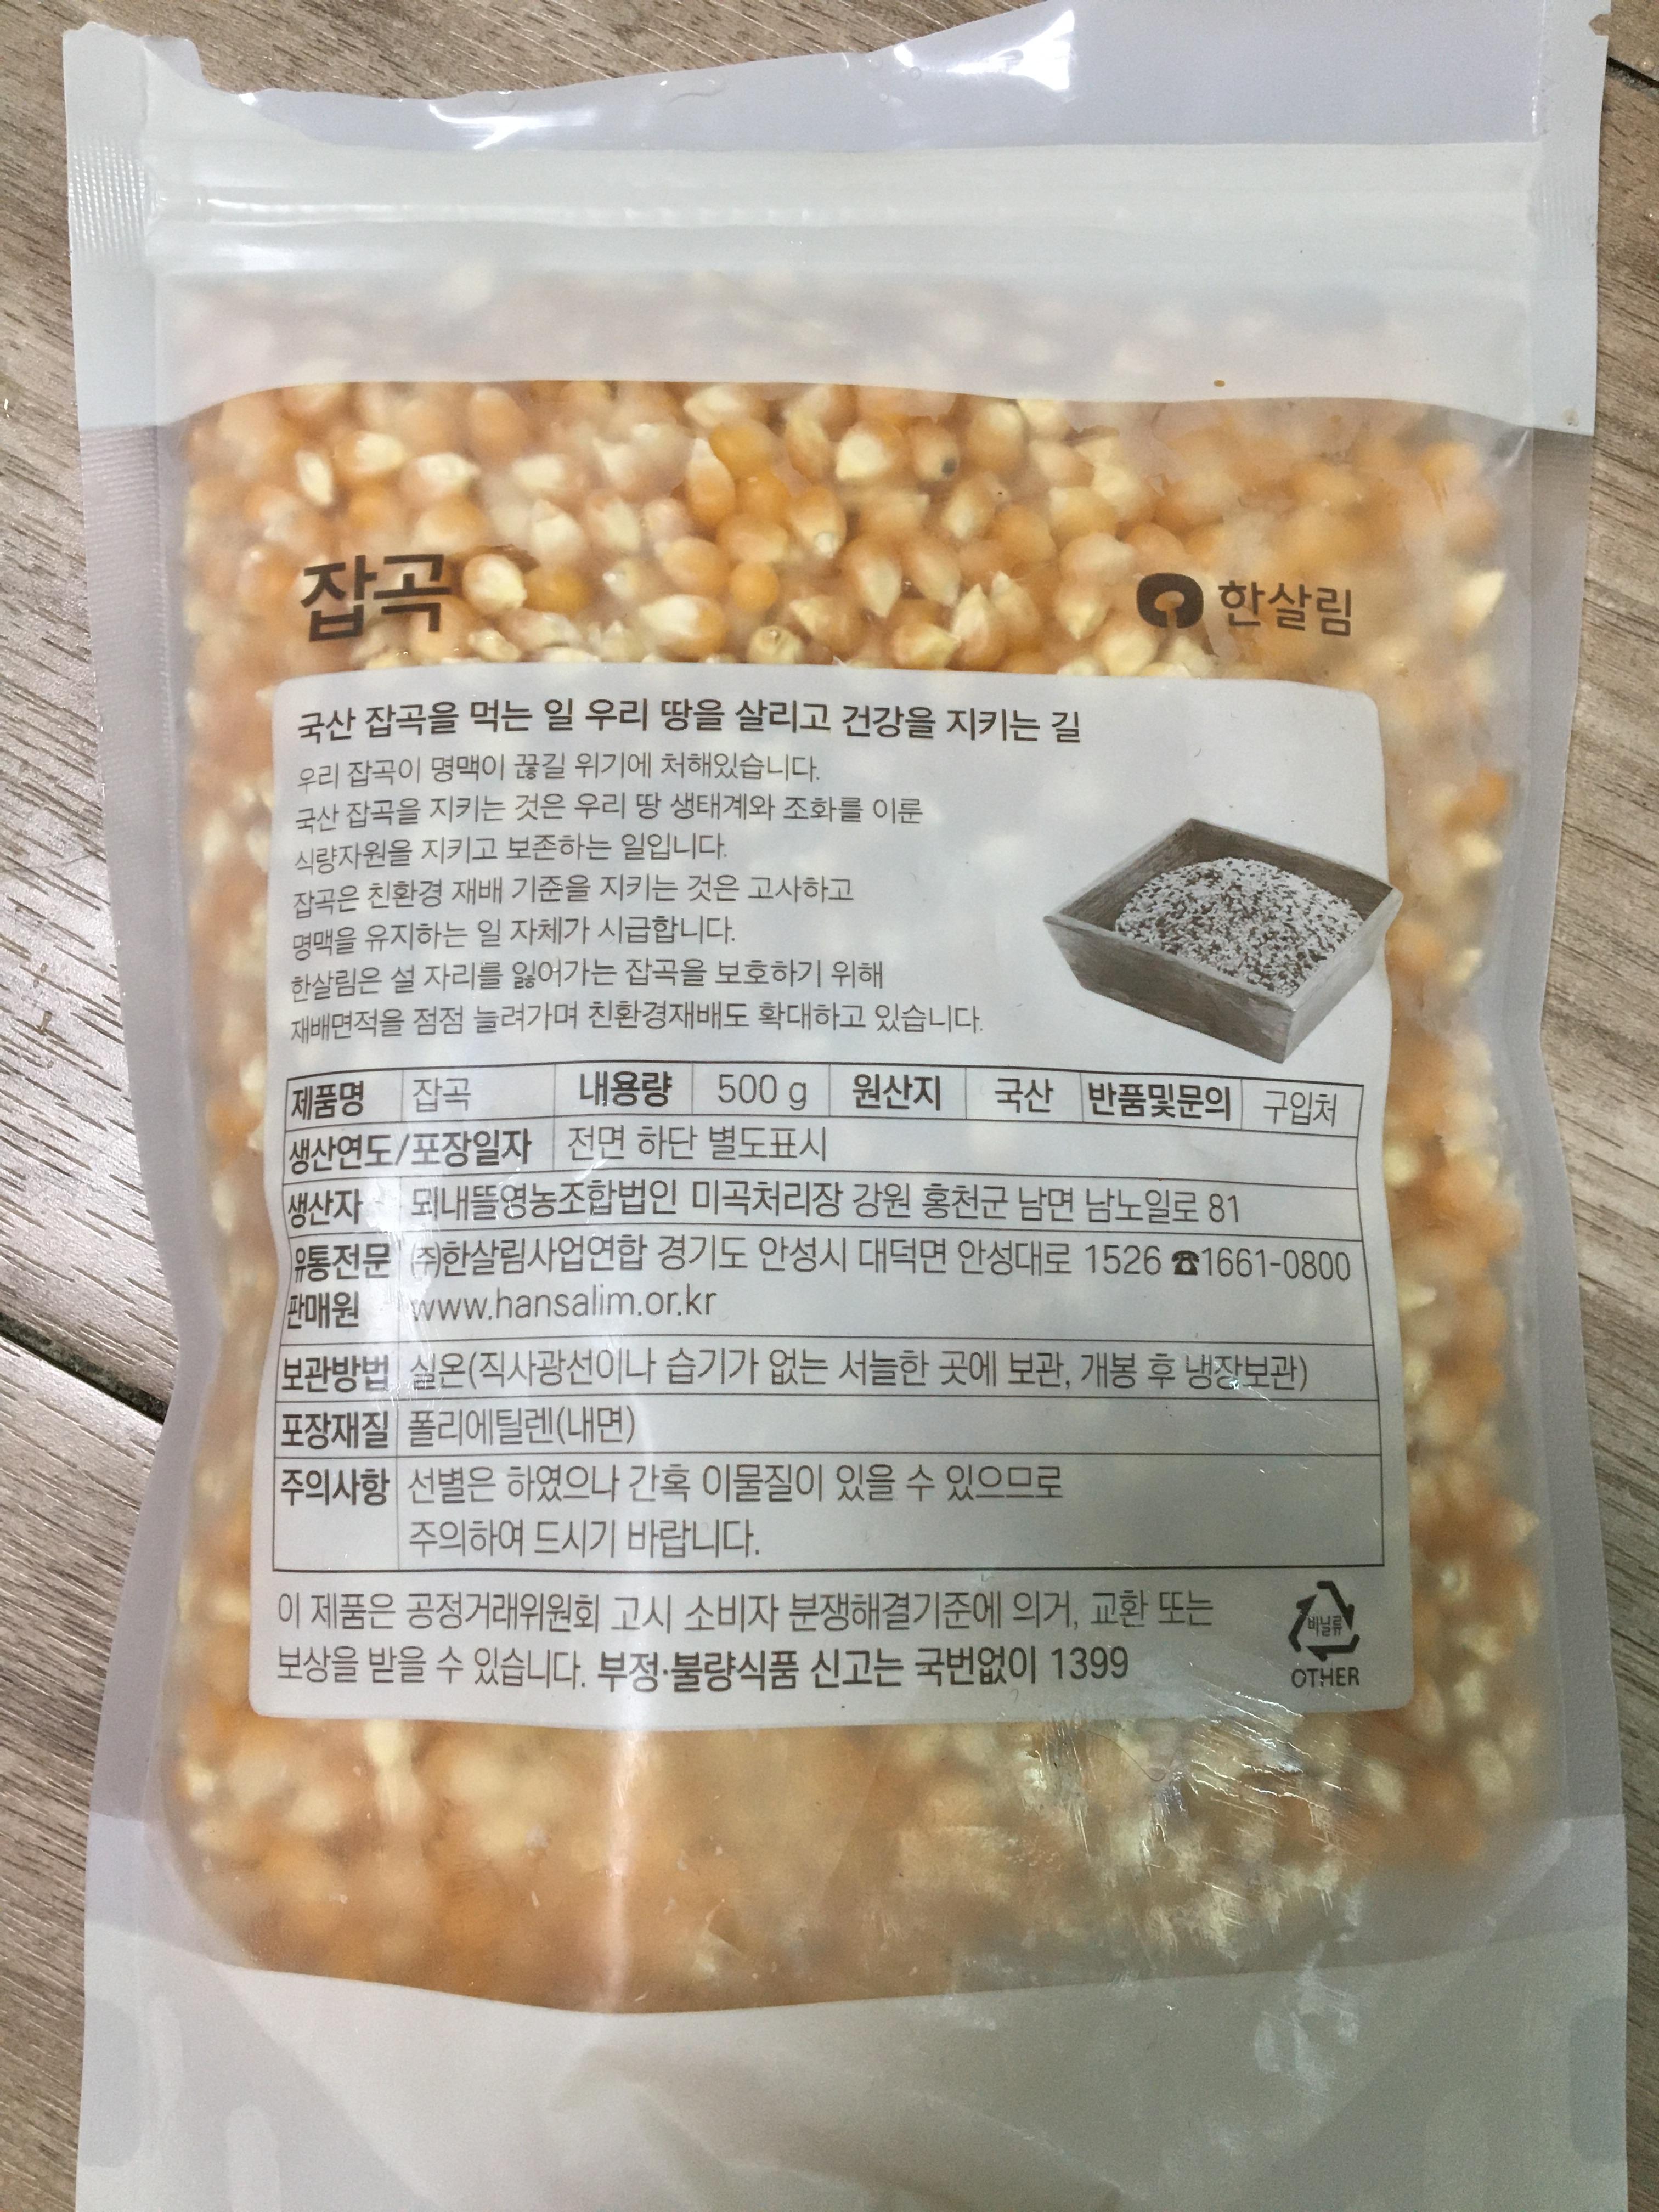 잡곡
한살림
국산 잡곡을 먹는 일 우리 땅을 살리고 건강을 지키는 길
우리 잡곡이 명맥이 끊길 위기에 처해있습니다.
국산 잡곡을 지키는 것은 우리 땅 생태계와 조화를 이룬
식량자원을 지키고 보존하는 일입니다.
잡곡은 친환경 재배 기준을 지키는 것은 고사하고
명맥을 유지하는 일 자체가 시급합니다.
한살림은 설 자리를 잃어가는 잡곡을 보호하기 위해
재배면적을 점점 늘려가며 친환경재배도 확대하고 있습니다.
제품명 잡곡 내용량 500 g 원산지 국산 반품및문의 구입처
생산연도/포장일자 전면 하단 별도표시
생산자 뫼내뜰영농조합법인 미곡처리장 강원 홍천군 남면 남노일로 81
유통전문 ㈜한살림사업연합 경기도 안성시 대덕면 안성대로 1526 ☎1661-0800
판매원 www.hansalim.or.kr
보관방법 실온(직사광선이나 습기가 없는 서늘한 곳에 보관, 개봉 후 냉장보관)
포장재질 폴리에틸렌(내면)
주의사항 선별은 하였으나 간혹 이물질이 있을 수 있으므로
주의하여 드시기 바랍니다.
이 제품은 공정거래위원회 고시 소비자 분쟁해결기준에 의거, 교환 또는
보상을 받을 수 있습니다. 부정·불량식품 신고는 국번없이 1399
비닐류
OTHER